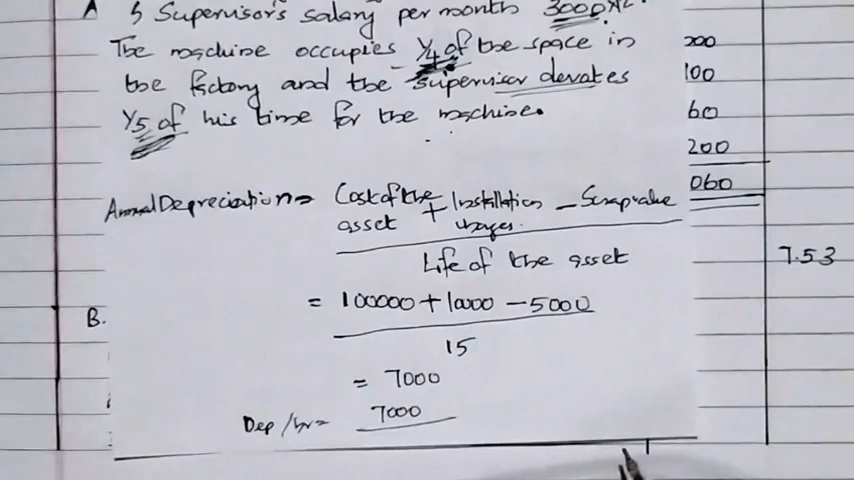 A 5 Supervisor's salary per month 3000
The machine occupies 1/4 of the space in
the factory and the supervisor devotes
1/5 of his time for the machine.
200
100
60
200
060
Annual Depreciation = Cost of the asset + Installation charges. - Scrap value
Life of the asset
7.53
B.
= 100000 + 10000 - 5000
15
= 7000
Dep/hr = 7000